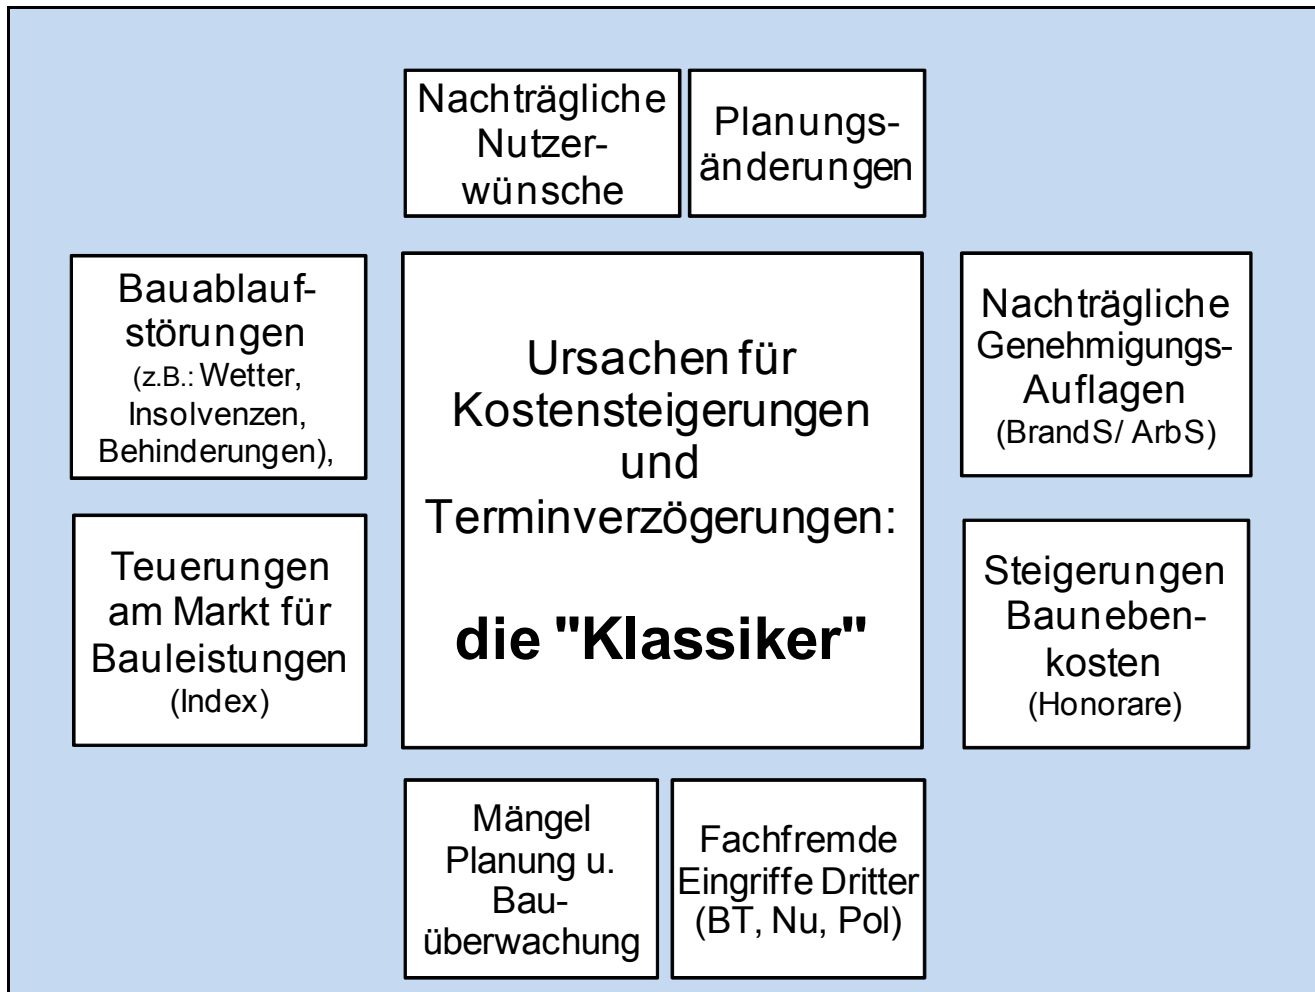 Nachträgliche
Nutzer-
wünsche
Planungs-
änderungen
Bauablauf-
störungen
(z.B.: Wetter,
Insolvenzen,
Behinderungen),
Ursachen für
Kostensteigerungen
und
Terminverzögerungen:
die "Klassiker"
Nachträgliche
Genehmigungs-
Auflagen
(BrandS/ ArbS)
Teuerungen
am Markt für
Bauleistungen
(Index)
Steigerungen
Bauneben-
kosten
(Honorare)
Mängel
Planung u.
Bau-
überwachung
Fachfremde
Eingriffe Dritter
(BT, Nu, Pol)